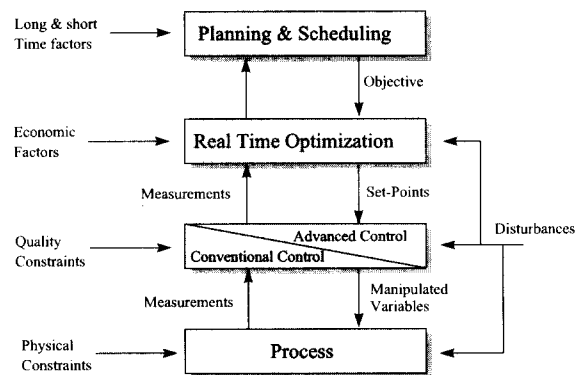 Long & short
Time factors
Planning & Scheduling
Objective
Economic
Factors
Real Time Optimization
Measurements
Set-Points
Disturbances
Quality
Constraints
Advanced Control
Conventional Control
Measurements
Manipulated
Variables
Physical
Constraints
Process